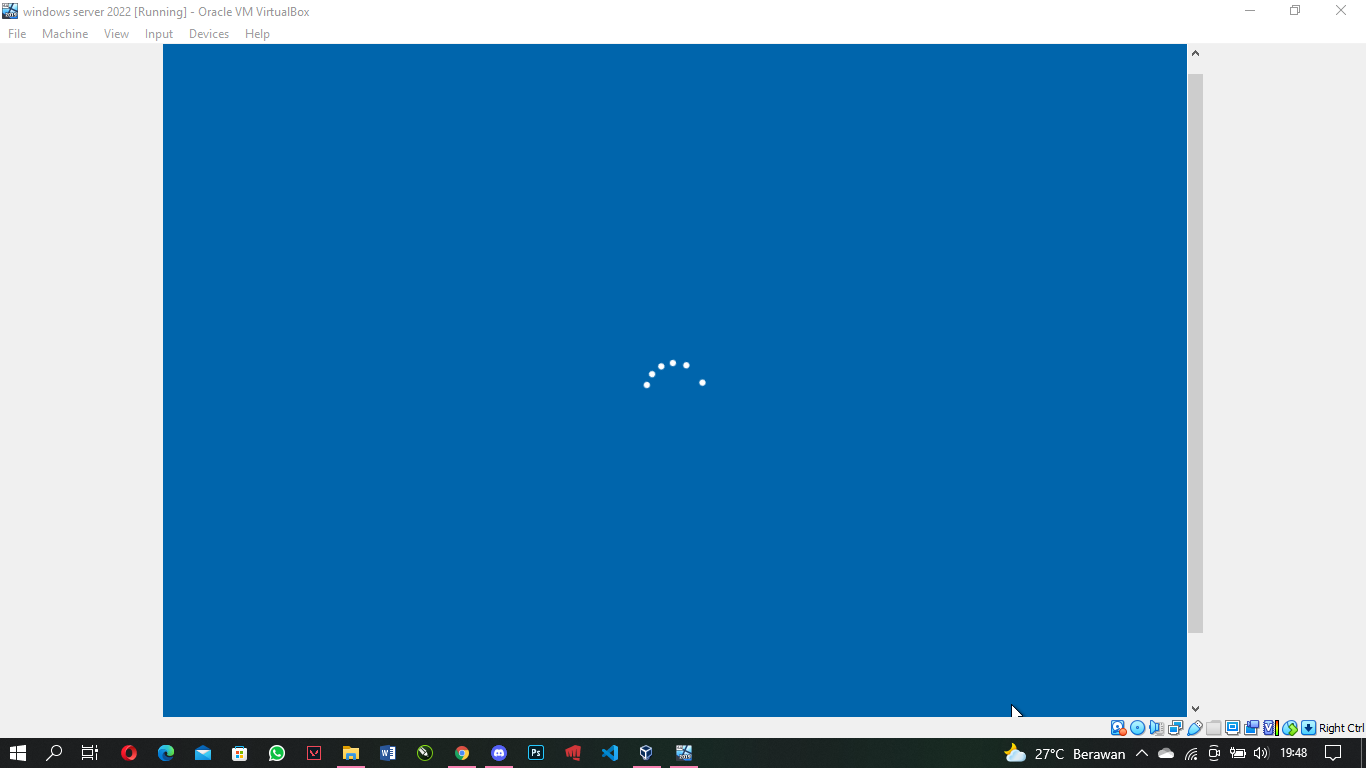 windows server 2022 [Running] - Oracle VM VirtualBox
File Machine View Input Devices Help
Right Ctrl
27°C Berawan 19:48